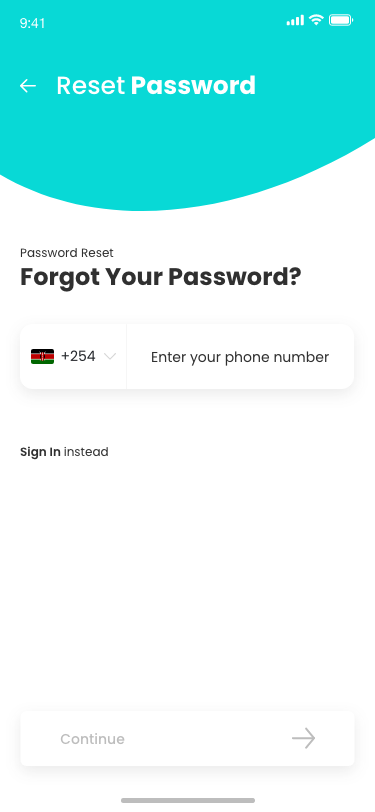 9:41
Reset Password
Password Reset
Forgot Your Password?
+254
Enter your phone number
Sign In instead
Continue